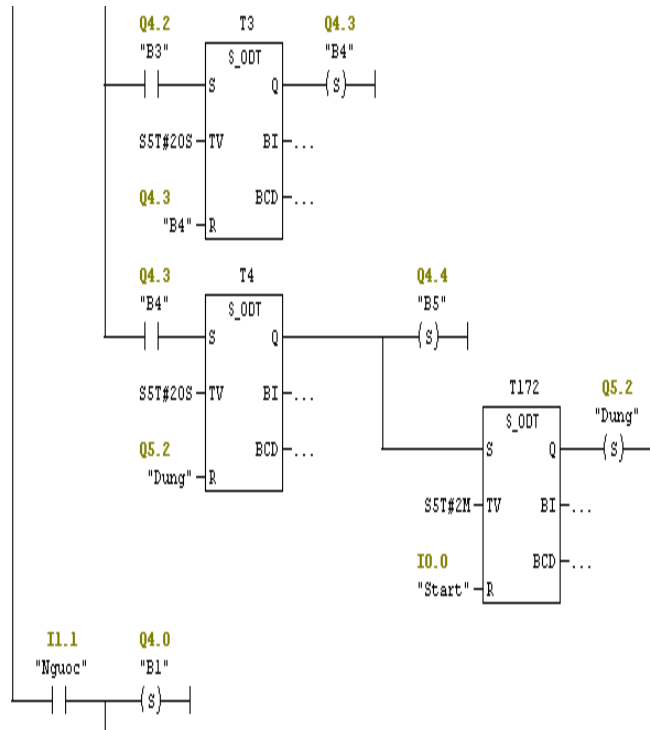 Q4.2 T3 Q4.3
"B3" "B4"
S_ODT
S Q (S)
S5T#20S TV BI ...
Q4.3 BCD ...
"B4" R
Q4.3 T4 Q4.4
"B4" "B5"
S_ODT
S Q (S)
T172 Q5.2
S_ODT "Dung"
S5T#20S TV BI ...
Q5.2 BCD ... S Q (S)
"Dung" R
S5T#2M TV BI ...
I0.0 BCD ...
"Start" R
I1.1 Q4.0
"Nguoc" "B1"
(S)